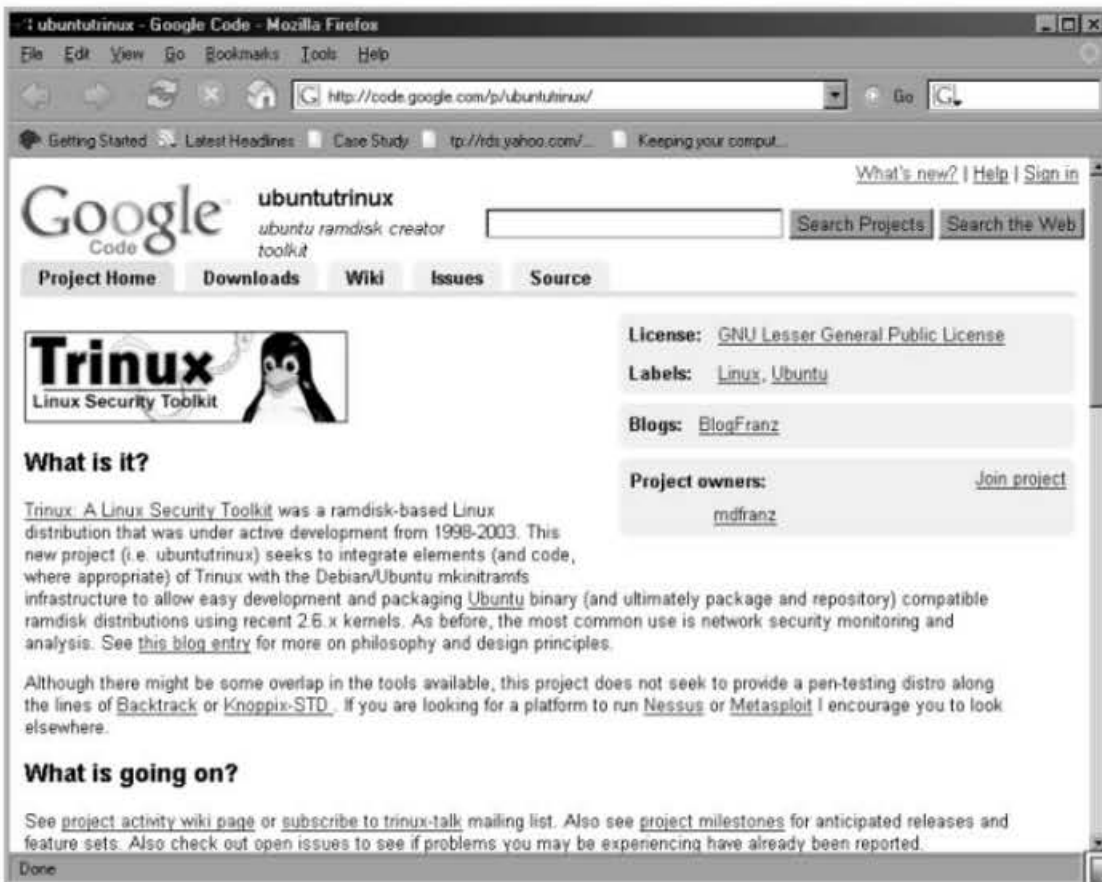 ubuntutrinux - Google Code - Mozilla Firefox
File Edit View Go Bookmarks Tools Help
http://code.google.com/p/ubuntutrinux/ Go
Getting Started Latest Headlines Case Study tp://rds.yahoo.com/... Keeping your comput...
What's new? | Help | Sign in
Google Code
ubuntutrinux
ubuntu ramdisk creator
toolkit
Search Projects Search the Web
Project Home Downloads Wiki Issues Source
Trinux
Linux Security Toolkit
License: GNU Lesser General Public License
Labels: Linux, Ubuntu
Blogs: BlogFranz
Project owners: Join project
mdfranz
What is it?
Trinux: A Linux Security Toolkit was a ramdisk-based Linux
distribution that was under active development from 1998-2003. This
new project (i.e. ubuntutrinux) seeks to integrate elements (and code,
where appropriate) of Trinux with the Debian/Ubuntu mkinitramfs
infrastructure to allow easy development and packaging Ubuntu binary (and ultimately package and repository) compatible
ramdisk distributions using recent 2.6.x kernels. As before, the most common use is network security monitoring and
analysis. See this blog entry for more on philosophy and design principles.
Although there might be some overlap in the tools available, this project does not seek to provide a pen-testing distro along
the lines of Backtrack or Knoppix-STD . If you are looking for a platform to run Nessus or Metasploit I encourage you to look
elsewhere.
What is going on?
See project activity wiki page or subscribe to trinux-talk mailing list. Also see project milestones for anticipated releases and
feature sets. Also check out open issues to see if problems you may be experiencing have already been reported.
Done